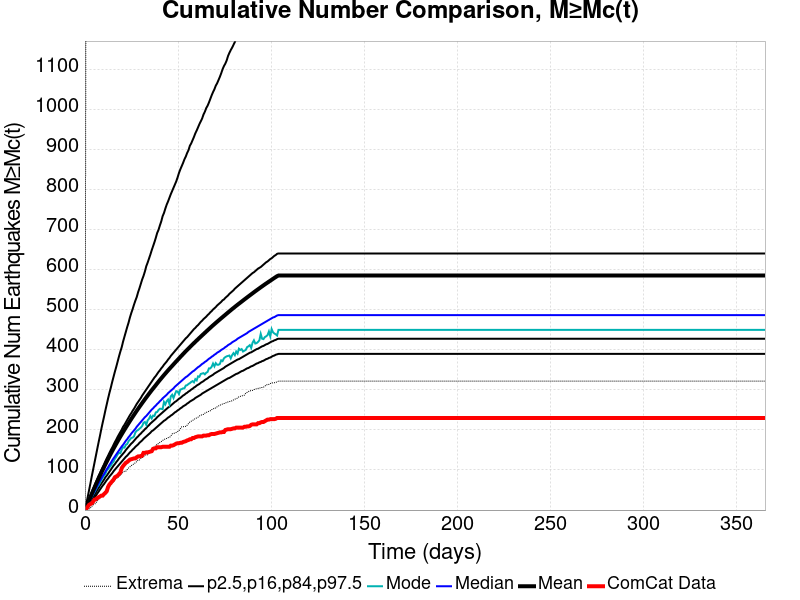 Cumulative Number Comparison, M≥Mc(t)
Cumulative Num Earthquakes M≥Mc(t)
1100
1000
900
800
700
600
500
400
300
200
100
0
0 50 100 150 200 250 300 350
Time (days)
Extrema p2.5,p16,p84,p97.5 Mode Median Mean ComCat Data